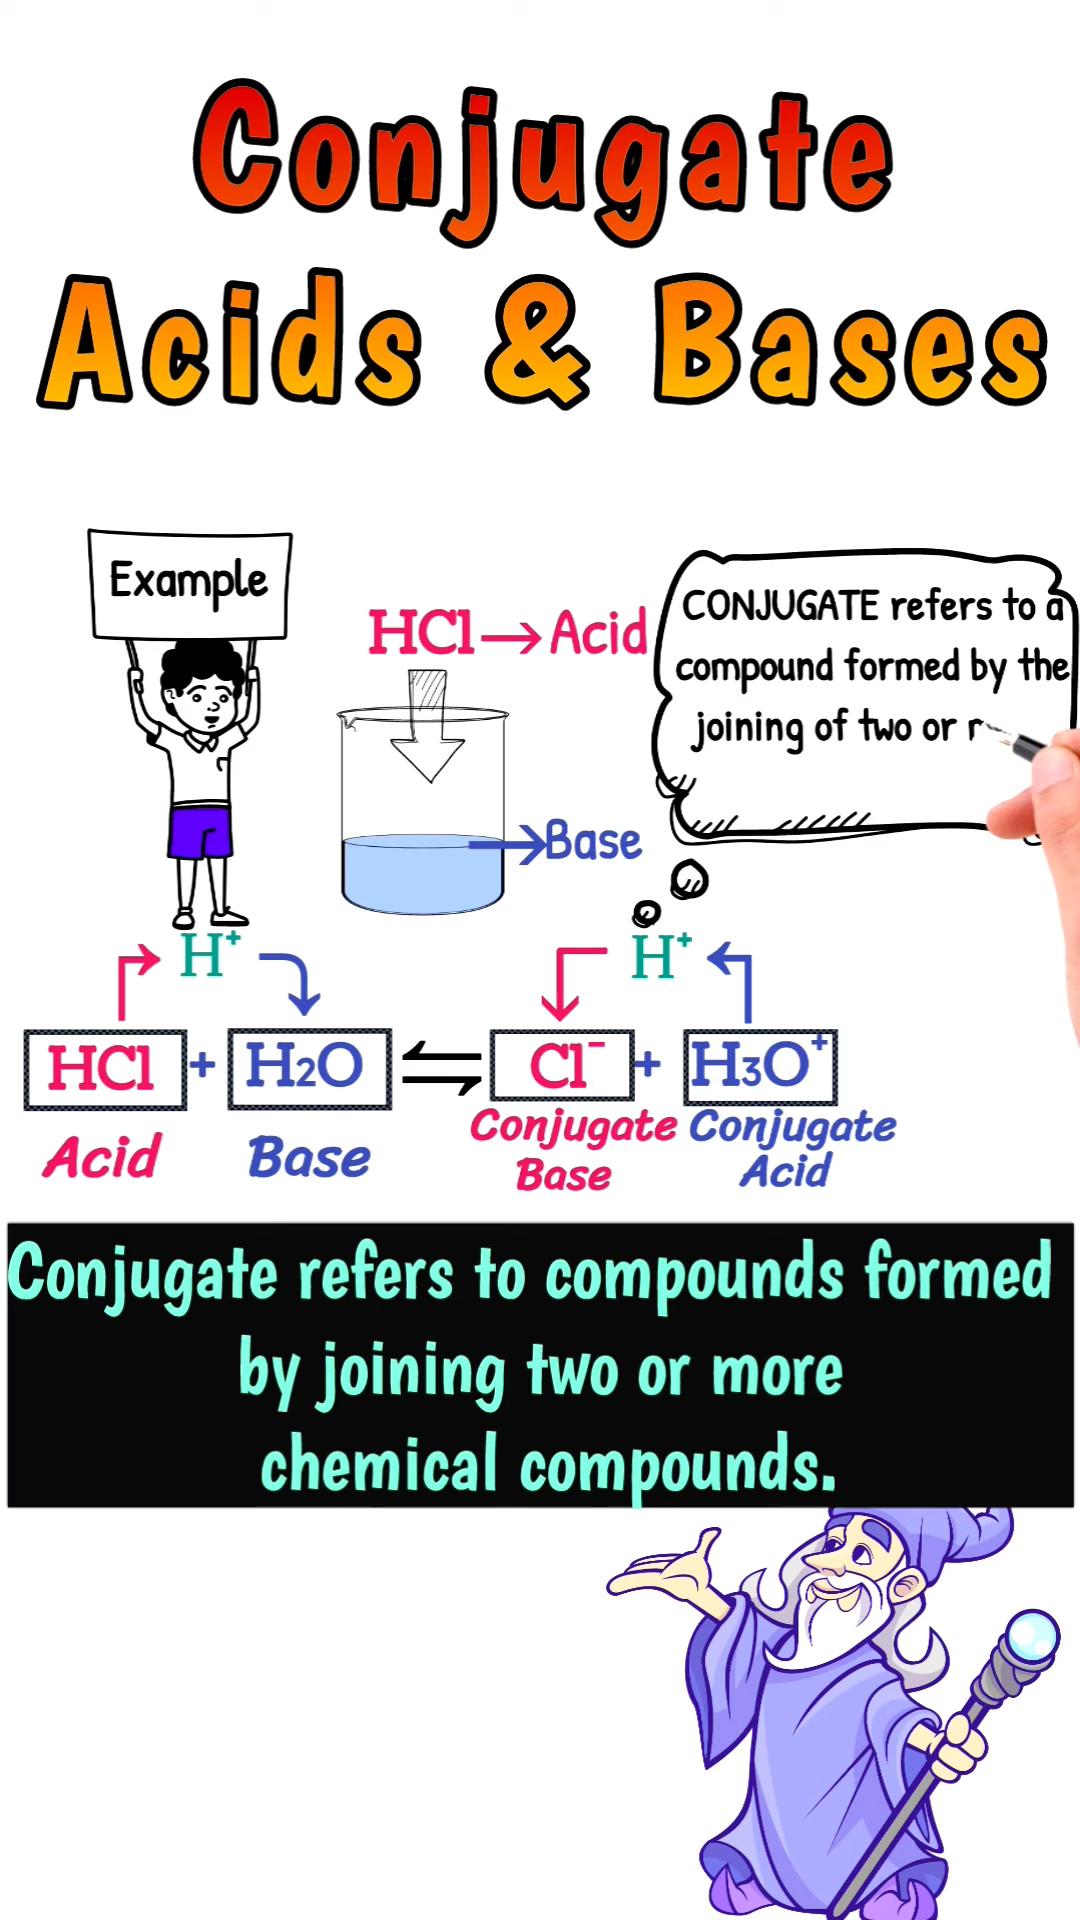 Conjugate
Acids & Bases
Example
HCl→Acid
CONJUGATE refers to a
compound formed by the
joining of two or
Base
H⁺
H⁺
HCl + H₂O ⇌ Cl⁻ + H₃O⁺
Acid
Base
Conjugate
Base
Conjugate
Acid
Conjugate refers to compounds formed
by joining two or more
chemical compounds.